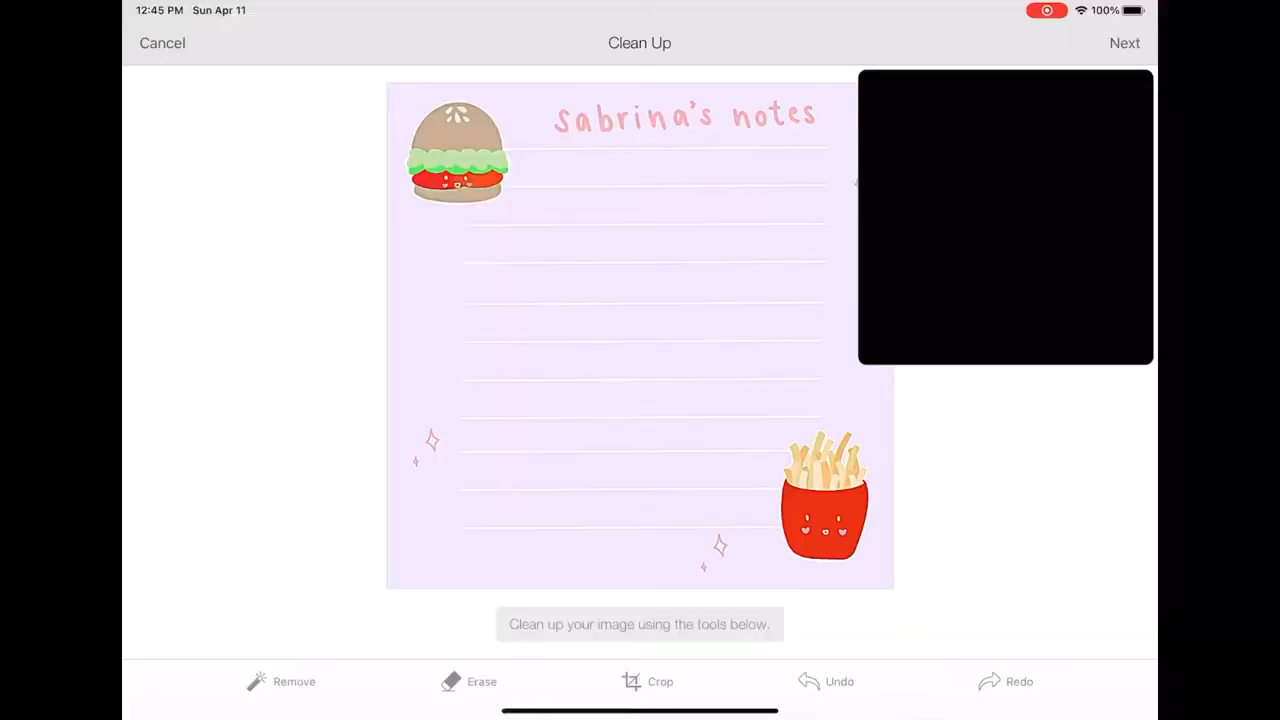 12:45 PM Sun Apr 11 100%
Cancel Clean Up Next
sabrina's notes
Clean up your image using the tools below.
Remove Erase Crop Undo Redo